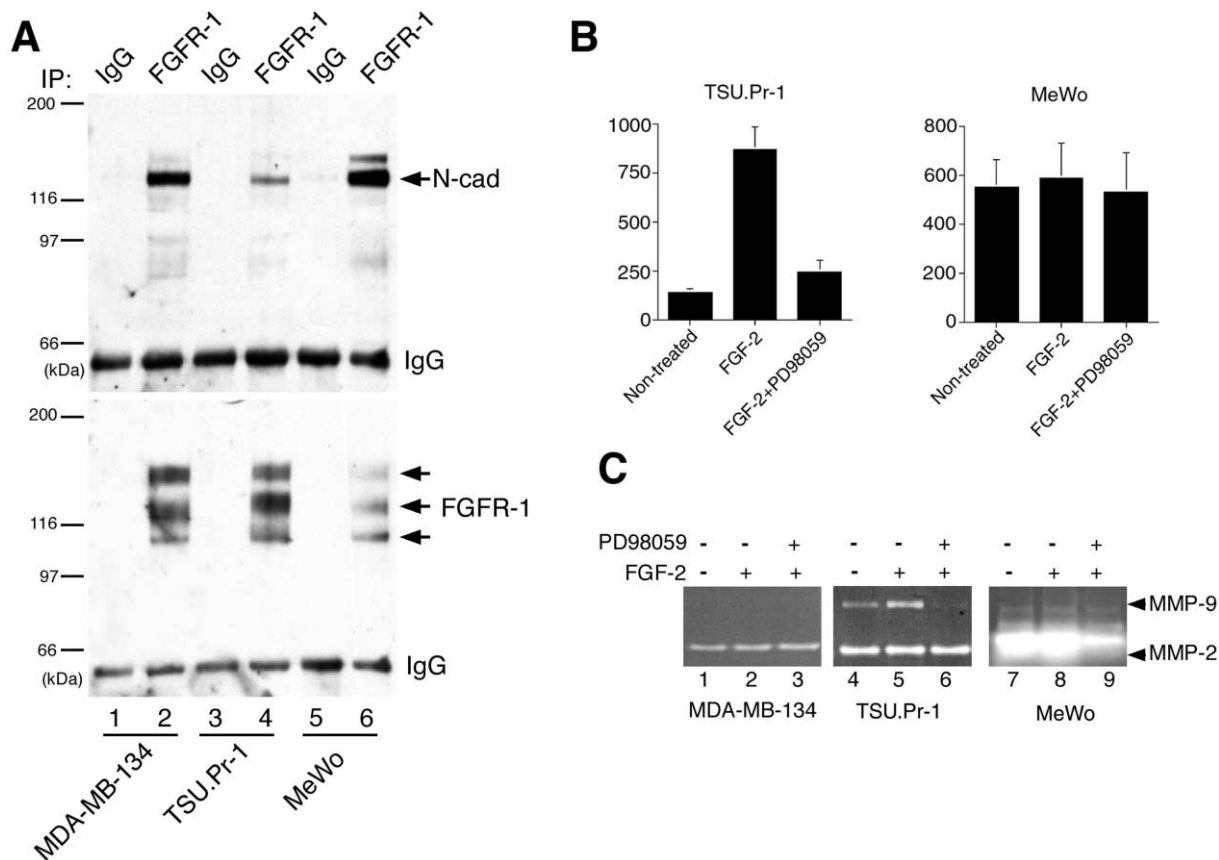 A
IP:
IgG
FGFR-1
IgG
FGFR-1
IgG
FGFR-1
200
N-cad
116
97
66
(kDa)
IgG
200
FGFR-1
116
97
66
(kDa)
IgG
1 2 3 4 5 6
MDA-MB-134
TSU.Pr-1
MeWo
B
TSU.Pr-1
1000
750
500
250
0
Non-treated
FGF-2
FGF-2+PD98059
MeWo
800
600
400
200
0
Non-treated
FGF-2
FGF-2+PD98059
C
PD98059 - - + - - + - - +
FGF-2 - + + - + + - + +
MMP-9
MMP-2
1 2 3 4 5 6 7 8 9
MDA-MB-134 TSU.Pr-1 MeWo